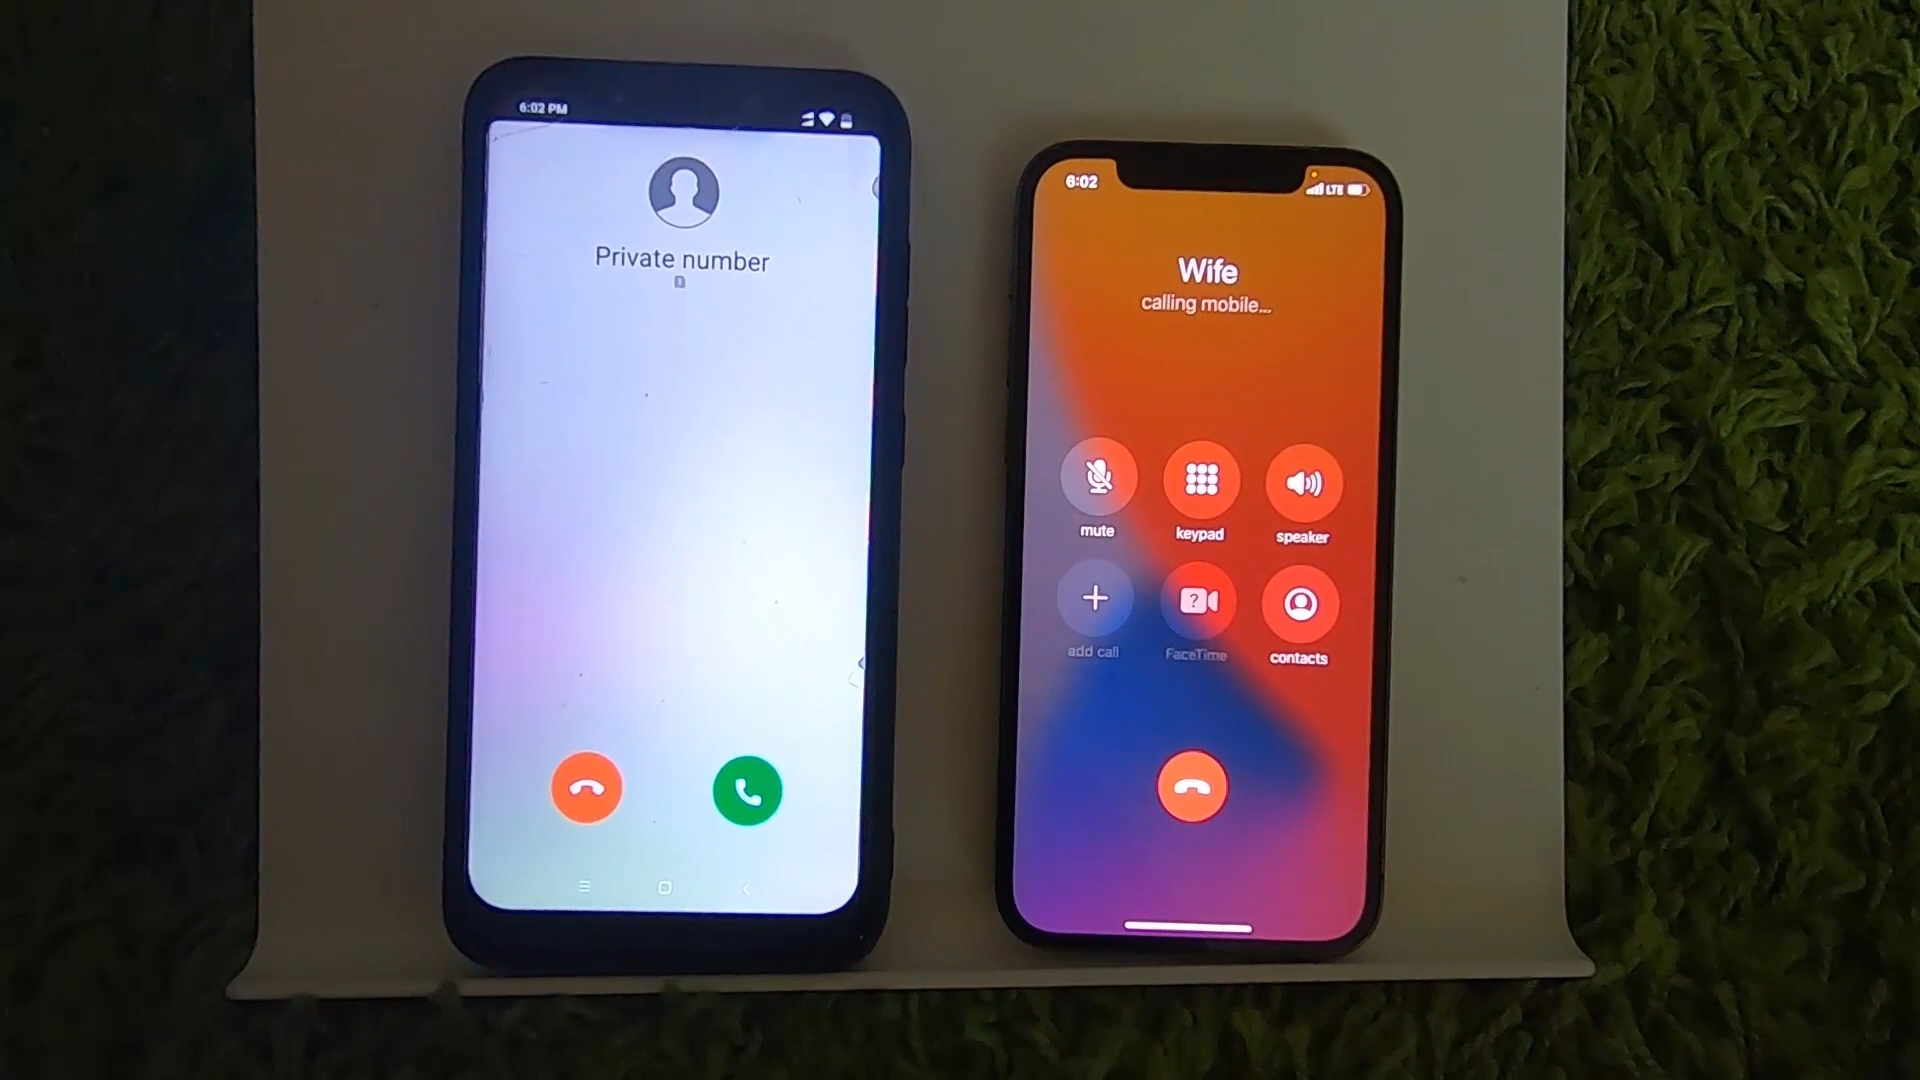 6:02 PM
Private number
6:02
LTE
Wife
calling mobile...
mute
keypad
speaker
add call
FaceTime
contacts